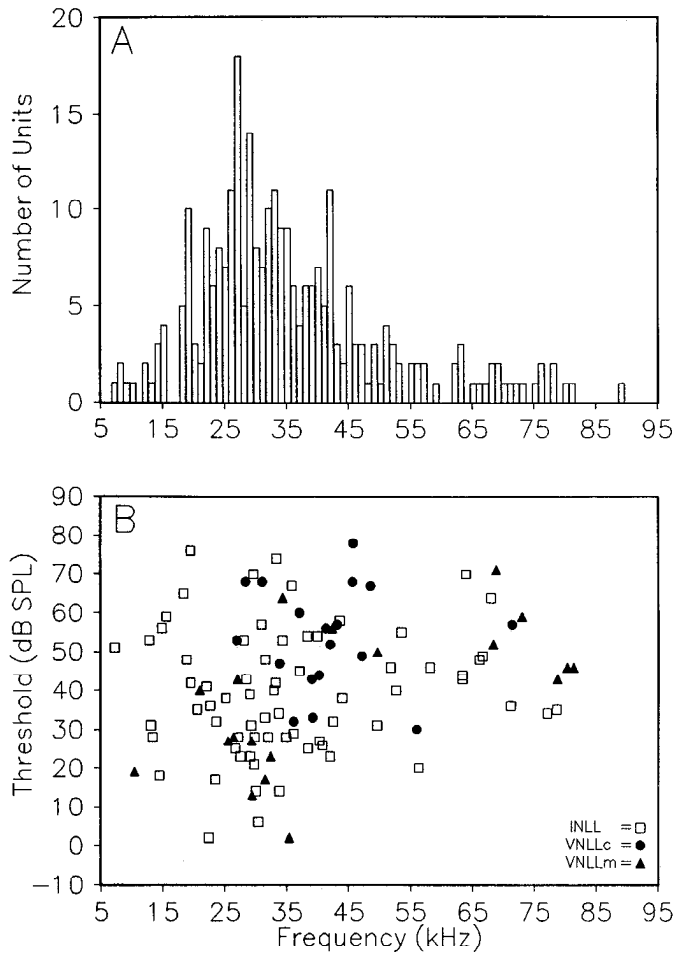 A
20
15
10
5
0
Number of Units
5 15 25 35 45 55 65 75 85 95
B
90
80
70
60
50
40
30
20
10
0
−10
Threshold (dB SPL)
INLL =
VNLLc =
VNLLm =
5 15 25 35 45 55 65 75 85 95
Frequency (kHz)